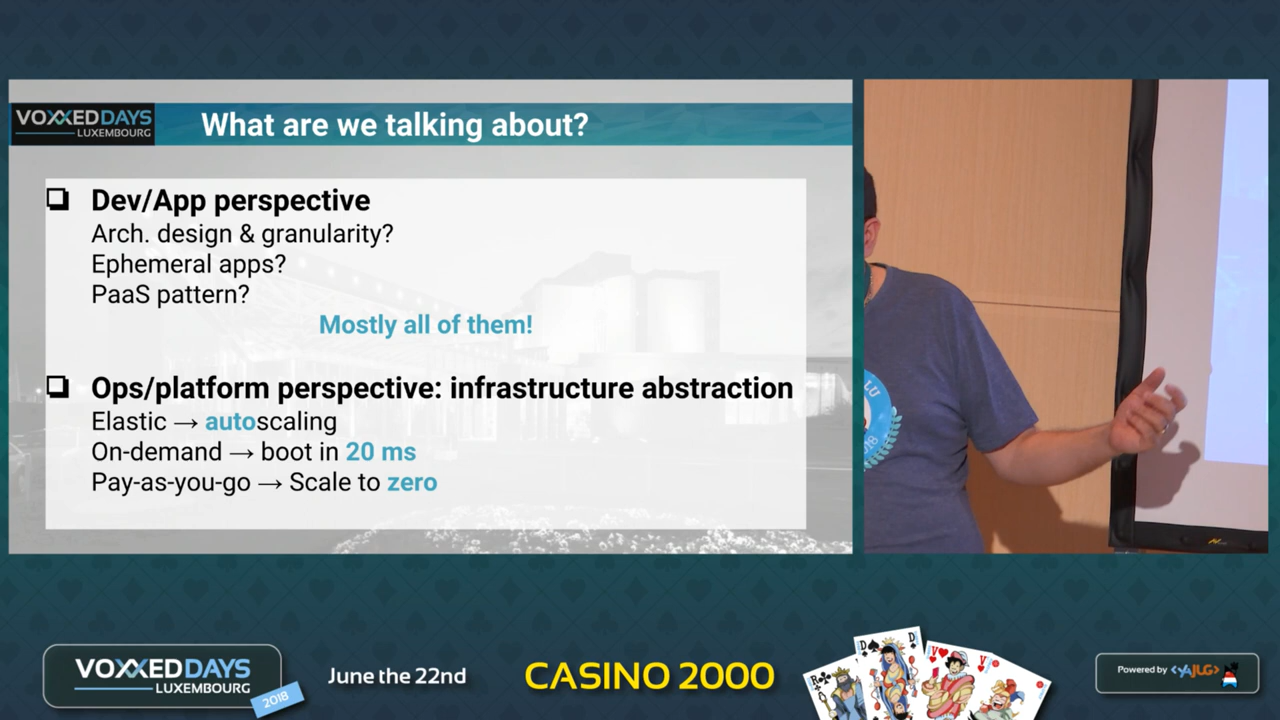 VOXXEDDAYS
LUXEMBOURG
What are we talking about?
❏ Dev/App perspective
Arch. design & granularity?
Ephemeral apps?
PaaS pattern?
Mostly all of them!
❏ Ops/platform perspective: infrastructure abstraction
Elastic → autoscaling
On-demand → boot in 20 ms
Pay-as-you-go → Scale to zero
LU
18
VOXXEDDAYS
LUXEMBOURG
2018
June the 22nd
CASINO 2000
R
D
D
V
V
Powered by <YAJUG>